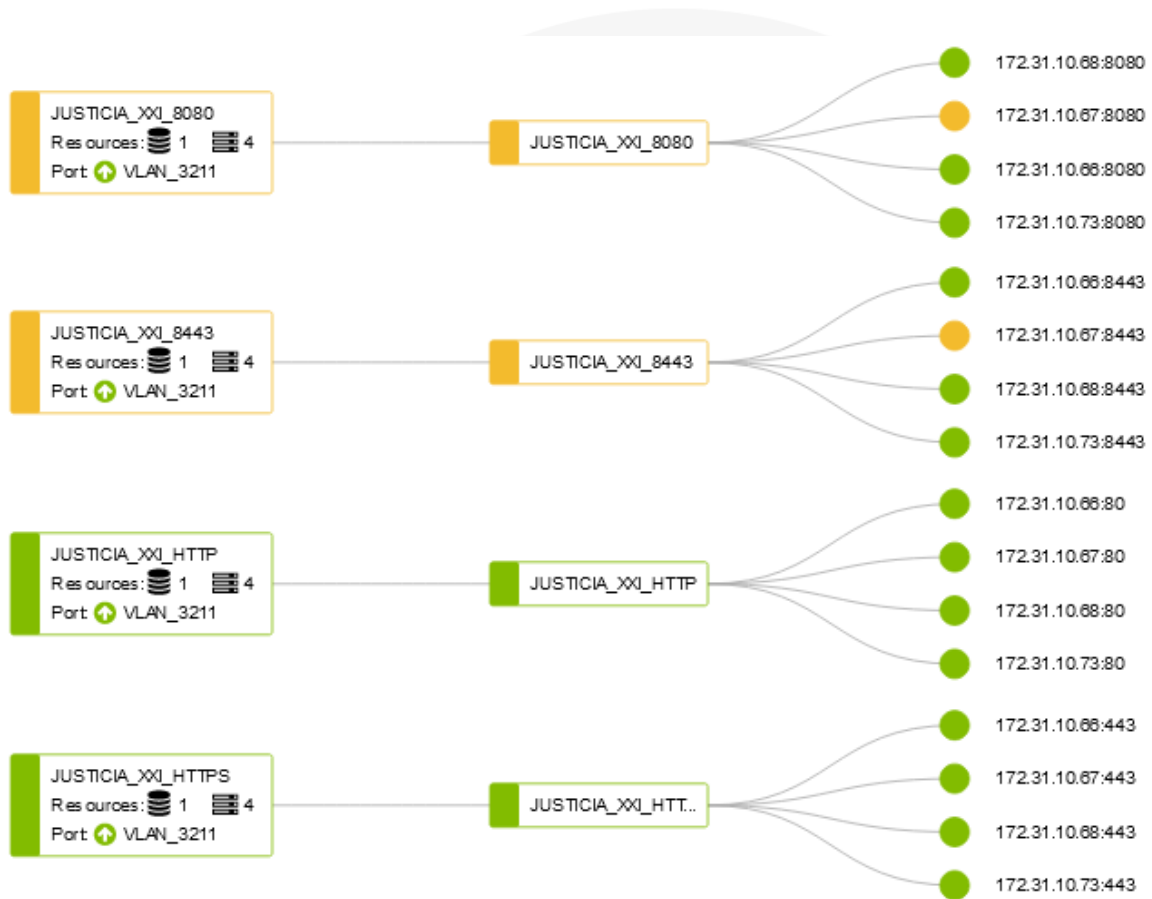 172.31.10.68:8080
JUSTICIA_XXI_8080
Resources: 1 4
Port VLAN_3211
JUSTICIA_XXI_8080
172.31.10.67:8080
172.31.10.66:8080
172.31.10.73:8080
JUSTICIA_XXI_8443
Resources: 1 4
Port VLAN_3211
JUSTICIA_XXI_8443
172.31.10.66:8443
172.31.10.67:8443
172.31.10.68:8443
172.31.10.73:8443
JUSTICIA_XXI_HTTP
Resources: 1 4
Port VLAN_3211
JUSTICIA_XXI_HTTP
172.31.10.66:80
172.31.10.67:80
172.31.10.68:80
172.31.10.73:80
JUSTICIA_XXI_HTTPS
Resources: 1 4
Port VLAN_3211
JUSTICIA_XXI_HTT...
172.31.10.66:443
172.31.10.67:443
172.31.10.68:443
172.31.10.73:443